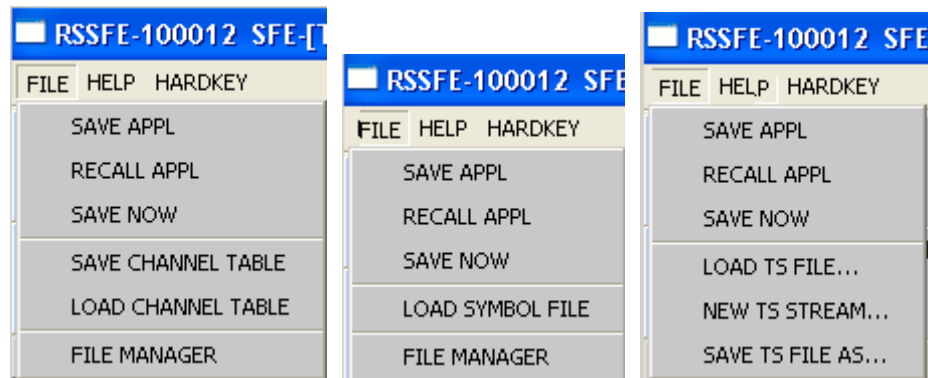 RSSFE-100012 SFE-[T
FILE HELP HARDKEY
SAVE APPL
RECALL APPL
SAVE NOW
SAVE CHANNEL TABLE
LOAD CHANNEL TABLE
FILE MANAGER
RSSFE-100012 SFE
FILE HELP HARDKEY
SAVE APPL
RECALL APPL
SAVE NOW
LOAD SYMBOL FILE
FILE MANAGER
RSSFE-100012 SFE
FILE HELP HARDKEY
SAVE APPL
RECALL APPL
SAVE NOW
LOAD TS FILE...
NEW TS STREAM...
SAVE TS FILE AS...